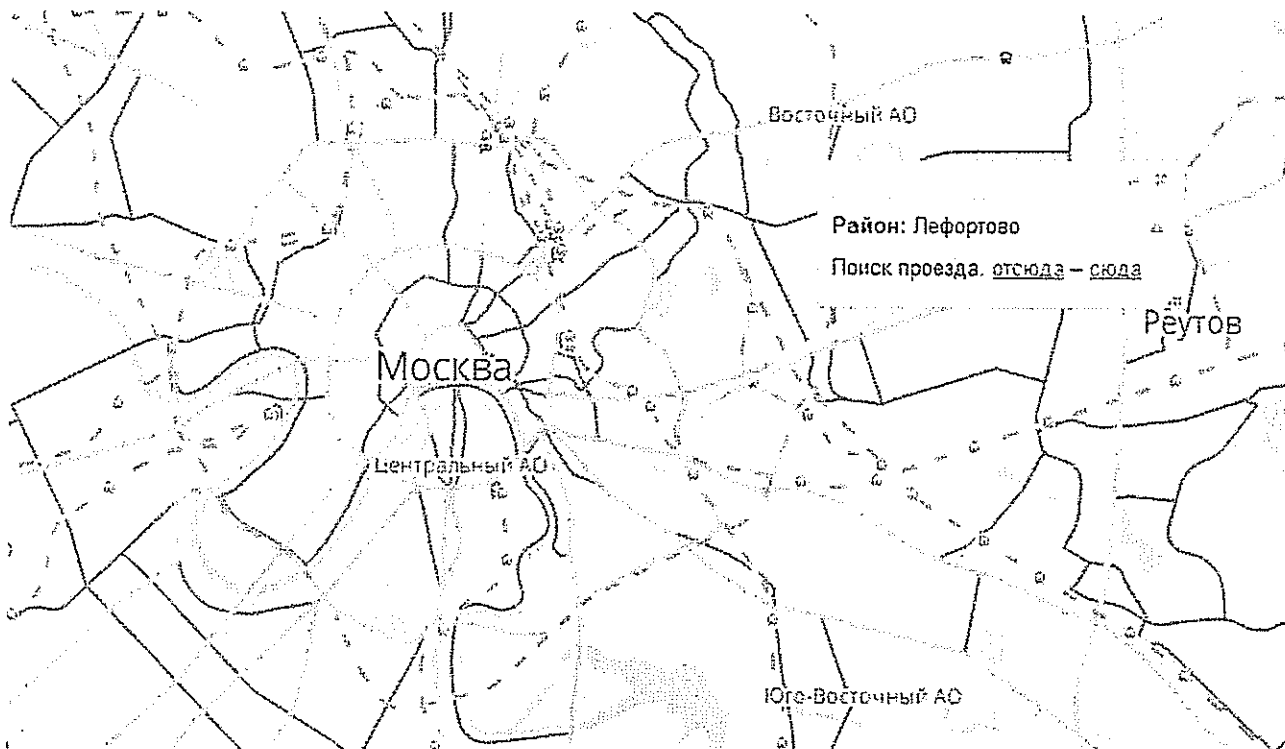 Восточный АО
Район: Лефортово
Поиск проезда. отсюда – сюда
Реутов
Москва
Центральный АО
Юго-Восточный АО